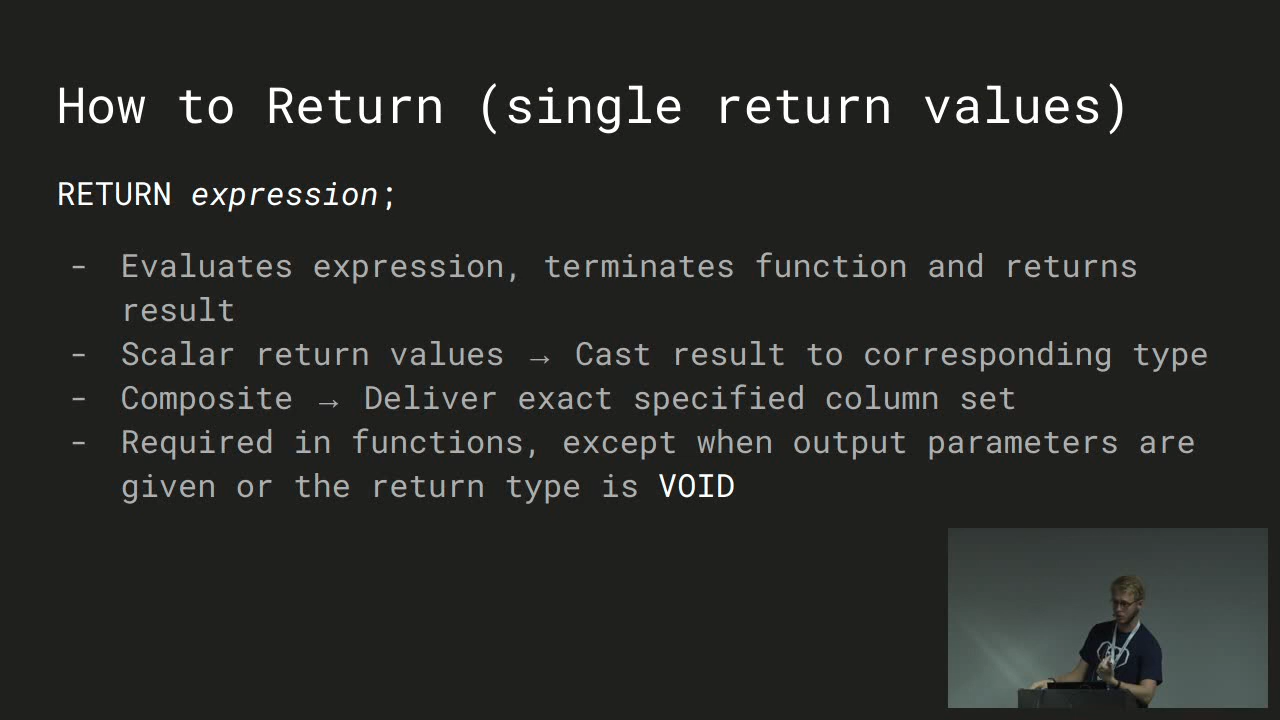 How to Return (single return values)
RETURN expression;
- Evaluates expression, terminates function and returns
result
- Scalar return values → Cast result to corresponding type
- Composite → Deliver exact specified column set
- Required in functions, except when output parameters are
given or the return type is VOID